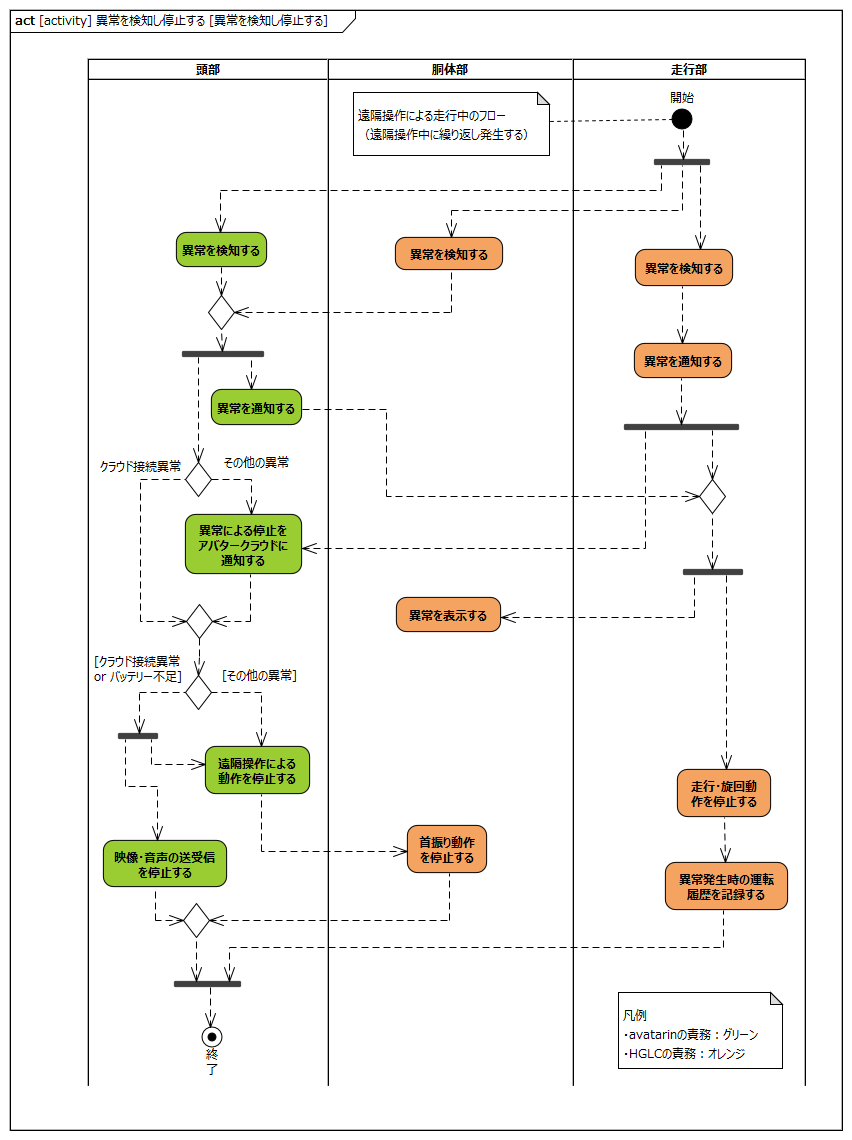 act [activity] 異常を検知し停止する [異常を検知し停止する]
頭部
胴体部
走行部
遠隔操作による走行中のフロー
（遠隔操作中に繰り返し発生する）
開始
異常を検知する
異常を検知する
異常を検知する
異常を通知する
異常を通知する
クラウド接続異常
その他の異常
異常による停止を
アバタークラウドに
通知する
異常を表示する
[クラウド接続異常
or バッテリー不足]
[その他の異常]
遠隔操作による
動作を停止する
走行・旋回動
作を停止する
首振り動作
を停止する
映像・音声の送受信
を停止する
異常発生時の運転
履歴を記録する
凡例
・avatarinの責務：グリーン
・HGLCの責務：オレンジ
終
了